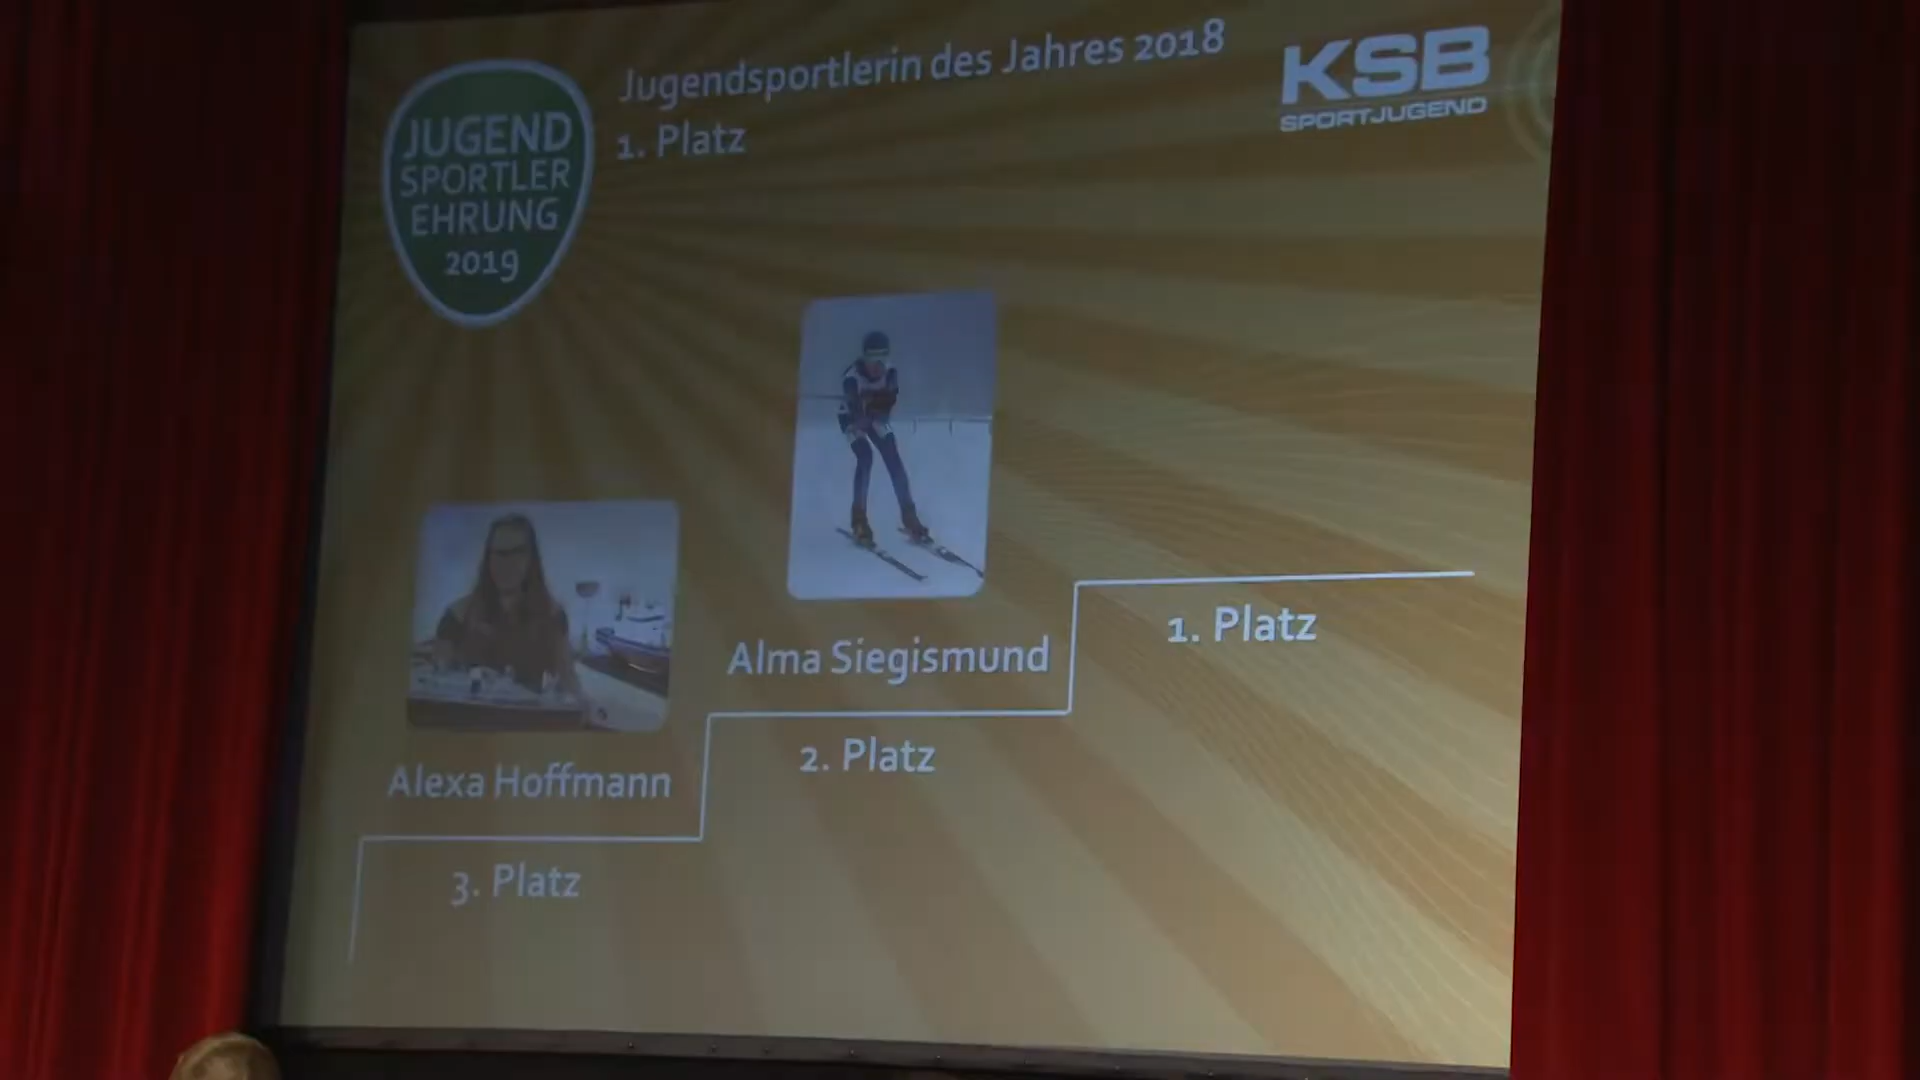 JUGEND
SPORTLER
EHRUNG
2019
Jugendsportlerin des Jahres 2018
1. Platz
KSB
SPORTJUGEND
1. Platz
Alma Siegismund
2. Platz
Alexa Hoffmann
3. Platz